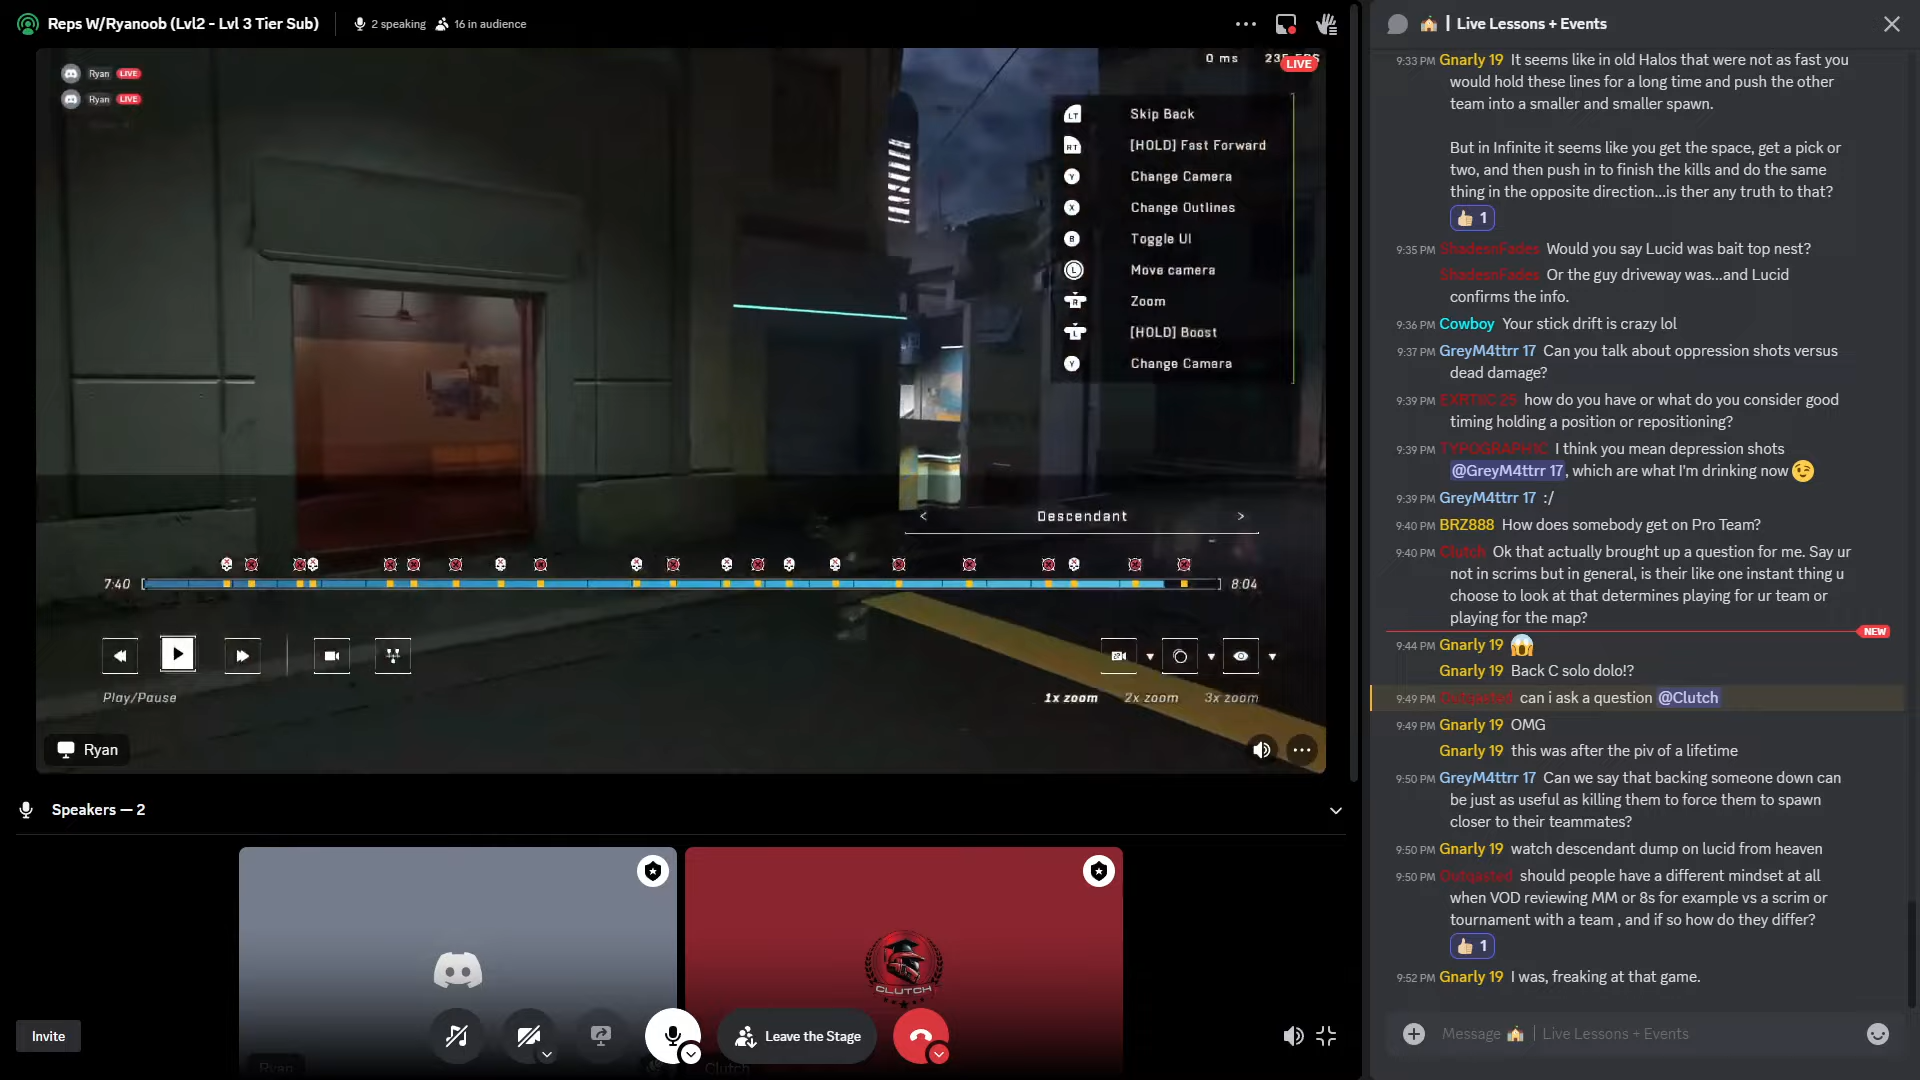 Reps W/Ryanoob (Lvl2 - Lvl 3 Tier Sub)
2 speaking
16 in audience
Ryan LIVE
Ryan LIVE
0 ms
LIVE
LT Skip Back
RT [HOLD] Fast Forward
Y Change Camera
X Change Outlines
R Toggle UI
L Move camera
R Zoom
L [HOLD] Boost
Y Change Camera
< Descendant >
7:40
8:04
Play/Pause
1x zoom 2x zoom 3x zoom
Ryan
Speakers — 2
CLUTCH
Ryan
Clutch
Invite
Leave the Stage
| Live Lessons + Events
9:33 PM Gnarly 19 It seems like in old Halos that were not as fast you
would hold these lines for a long time and push the other
team into a smaller and smaller spawn.
But in Infinite it seems like you get the space, get a pick or
two, and then push in to finish the kills and do the same
thing in the opposite direction...is ther any truth to that?
👍🏻 1
9:35 PM ShadesnFades Would you say Lucid was bait top nest?
ShadesnFades Or the guy driveway was...and Lucid
confirms the info.
9:36 PM Cowboy Your stick drift is crazy lol
9:37 PM GreyM4ttrr 17 Can you talk about oppression shots versus
dead damage?
9:39 PM EXRTIIC 25 how do you have or what do you consider good
timing holding a position or repositioning?
9:39 PM TYPOGRAPH1C I think you mean depression shots
@GreyM4ttrr 17, which are what I'm drinking now 😉
9:39 PM GreyM4ttrr 17 :/
9:40 PM BRZ888 How does somebody get on Pro Team?
9:40 PM Clutch Ok that actually brought up a question for me. Say ur
not in scrims but in general, is their like one instant thing u
choose to look at that determines playing for ur team or
playing for the map?
NEW
9:44 PM Gnarly 19 😱
Gnarly 19 Back C solo dolo!?
9:49 PM Outqasted can i ask a question @Clutch
9:49 PM Gnarly 19 OMG
Gnarly 19 this was after the piv of a lifetime
9:50 PM GreyM4ttrr 17 Can we say that backing someone down can
be just as useful as killing them to force them to spawn
closer to their teammates?
9:50 PM Gnarly 19 watch descendant dump on lucid from heaven
9:50 PM Outqasted should people have a different mindset at all
when VOD reviewing MM or 8s for example vs a scrim or
tournament with a team , and if so how do they differ?
👍🏻 1
9:52 PM Gnarly 19 I was, freaking at that game.
Message | Live Lessons + Events